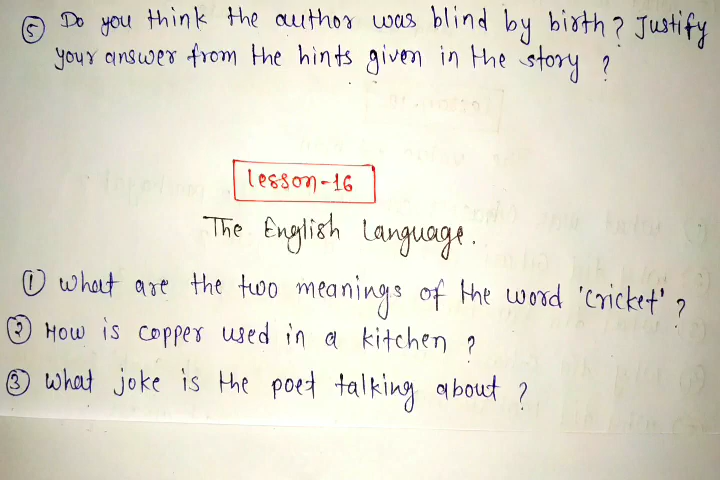 ⑤ Do you think the author was blind by birth? Justify
your answer from the hints given in the story ?
lesson-16
The English language.
① what are the two meanings of the word 'cricket' ?
② How is copper used in a kitchen ?
③ what joke is the poet talking about ?